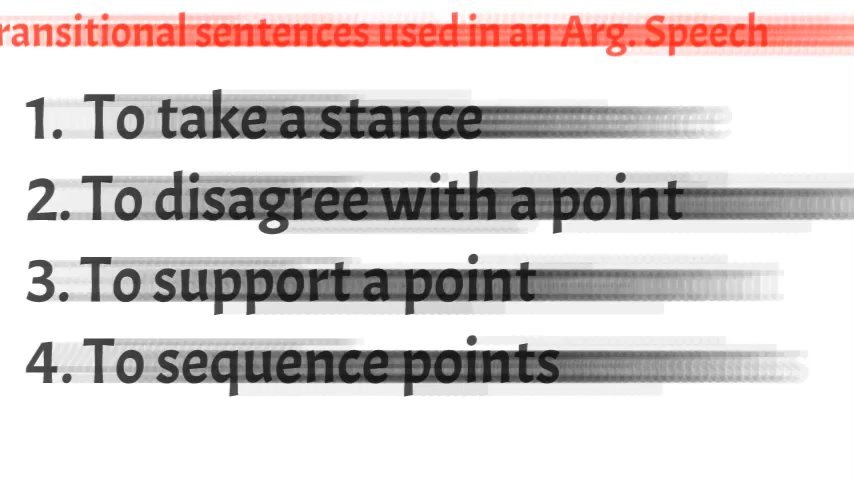 ransitional sentences used in an Arg. Speech
1. To take a stance
2. To disagree with a point
3. To support a point
4. To sequence points